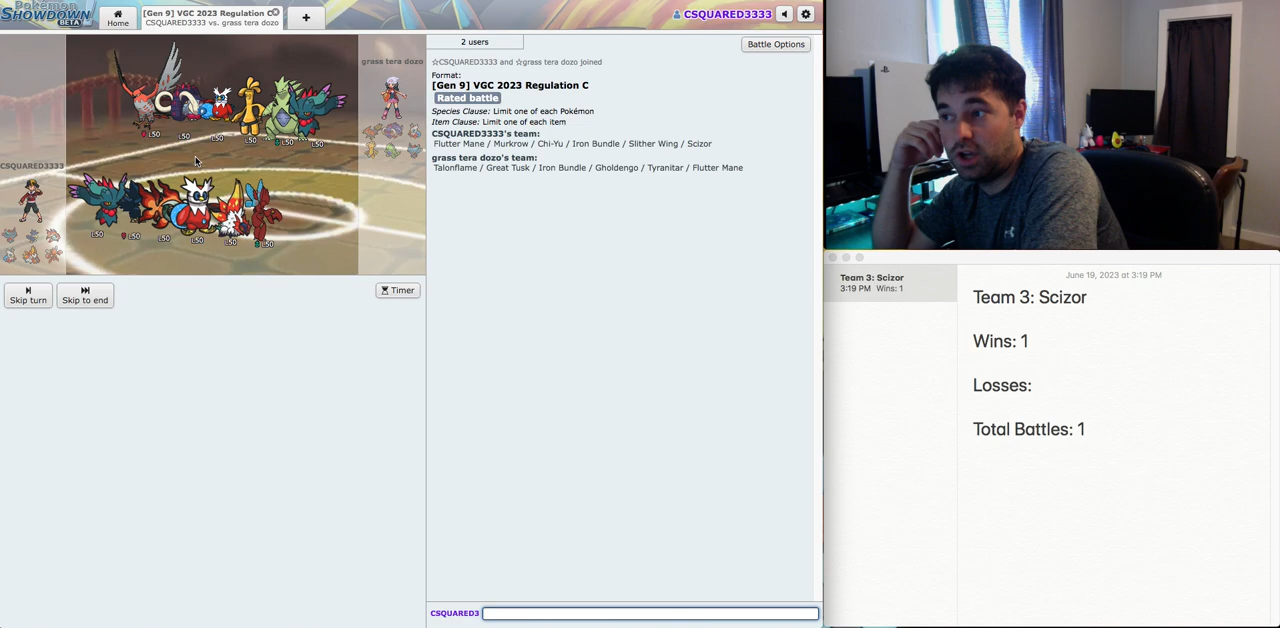 Pokémon
SHOWDOWN
BETA
Home
[Gen 9] VGC 2023 Regulation C
CSQUARED3333 vs. grass tera dozo
+
CSQUARED3333
2 users
Battle Options
☆CSQUARED3333 and ☆grass tera dozo joined
Format:
[Gen 9] VGC 2023 Regulation C
Rated battle
Species Clause: Limit one of each Pokémon
Item Clause: Limit one of each item
CSQUARED3333's team:
Flutter Mane / Murkrow / Chi-Yu / Iron Bundle / Slither Wing / Scizor
grass tera dozo's team:
Talonflame / Great Tusk / Iron Bundle / Gholdengo / Tyranitar / Flutter Mane
grass tera dozo
L50 L50 L50 L50 L50 L50
CSQUARED3333
L50 L50 L50 L50 L50 L50
Skip turn
Skip to end
Timer
CSQUARED3
Team 3: Scizor
3:19 PM Wins: 1
June 19, 2023 at 3:19 PM
Team 3: Scizor
Wins: 1
Losses:
Total Battles: 1